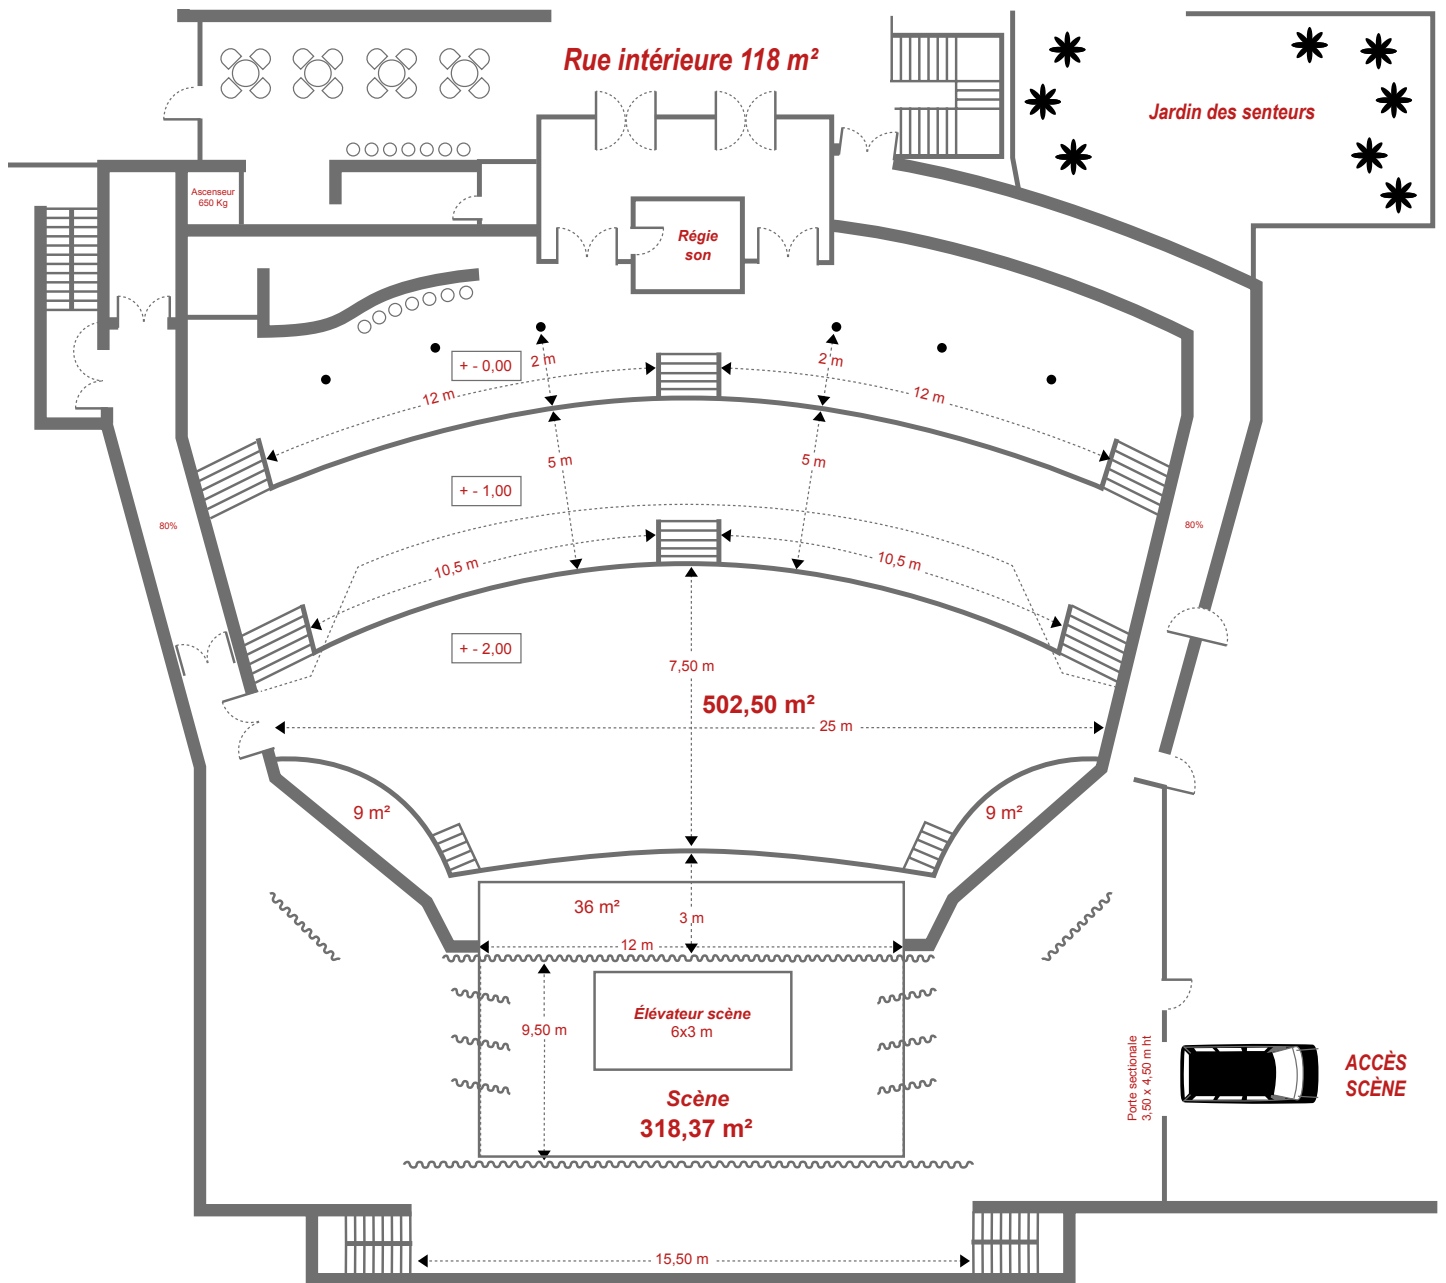 Rue intérieure 118 m²
Jardin des senteurs
Ascenseur
650 Kg
Régie
son
+ - 0,00
2 m
2 m
12 m
12 m
5 m
5 m
+ - 1,00
80%
80%
10,5 m
10,5 m
+ - 2,00
7,50 m
502,50 m²
25 m
9 m²
9 m²
36 m²
3 m
12 m
Élévateur scène
6x3 m
9,50 m
Porte sectionale
3,50 x 4,50 m ht
ACCÈS
SCÈNE
Scène
318,37 m²
15,50 m